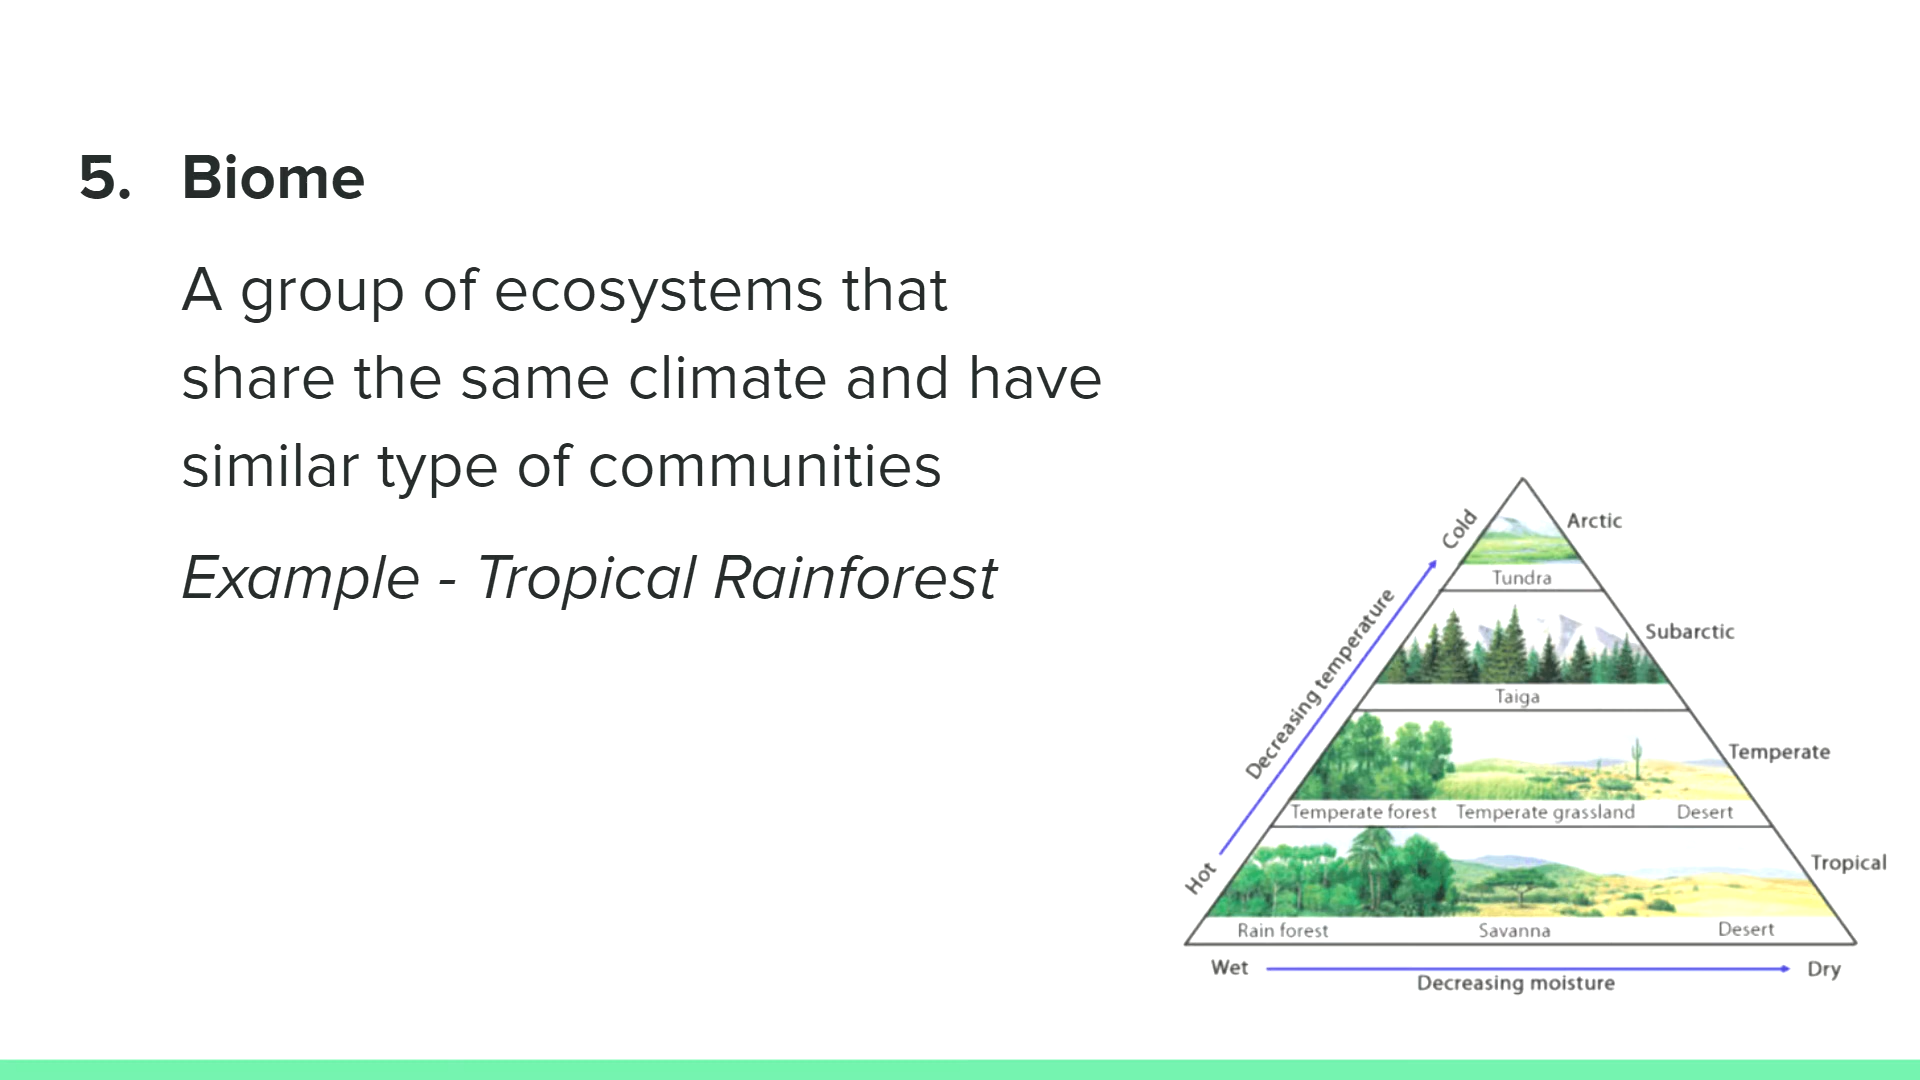 5. Biome
A group of ecosystems that
share the same climate and have
similar type of communities
Example - Tropical Rainforest
Cold
Arctic
Tundra
Decreasing temperature
Subarctic
Taiga
Temperate
Temperate forest Temperate grassland Desert
Hot
Tropical
Rain forest Savanna Desert
Wet Dry
Decreasing moisture